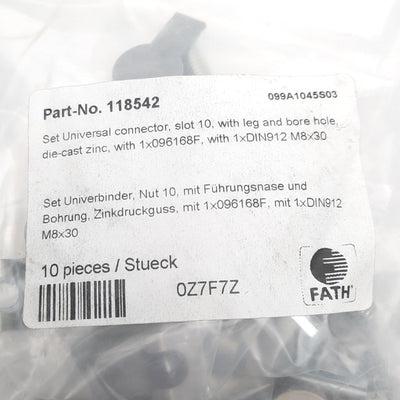 Part-No. 118542
099A1045S03
Set Universal connector, slot 10, with leg and bore hole,
die-cast zinc, with 1x096168F, with 1xDIN912 M8x30
Set Univerbinder, Nut 10, mit Führungsnase und
Bohrung, Zinkdruckguss, mit 1x096168F, mit 1xDIN912
M8x30
10 pieces / Stueck
0Z7F7Z
FATH